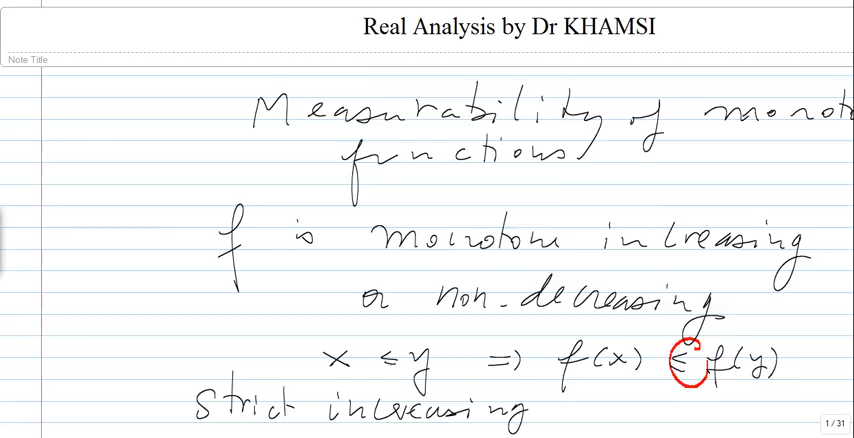 Real Analysis by Dr KHAMSI
Note Title
Measurability of monot
functions
f is monotone increasing
or non-decreasing
x ≤ y ⇒ f(x) ≤ f(y)
Strict increasing
1 / 31